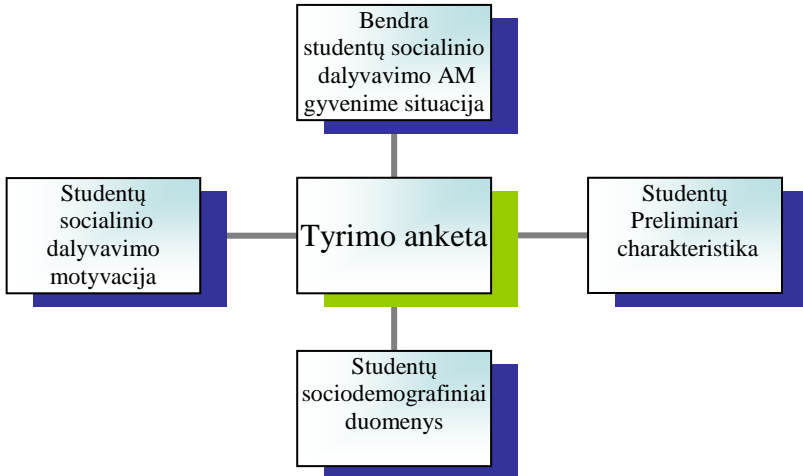 Bendra
studentų socialinio
dalyvavimo AM
gyvenime situacija
Studentų
socialinio
dalyvavimo
motyvacija
Tyrimo anketa
Studentų
Preliminari
charakteristika
Studentų
sociodemografiniai
duomenys